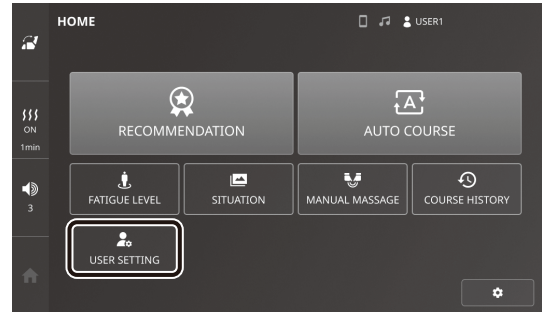 HOME
USER1
ON
1min
3
RECOMMENDATION
A
AUTO COURSE
FATIGUE LEVEL
SITUATION
MANUAL MASSAGE
COURSE HISTORY
USER SETTING